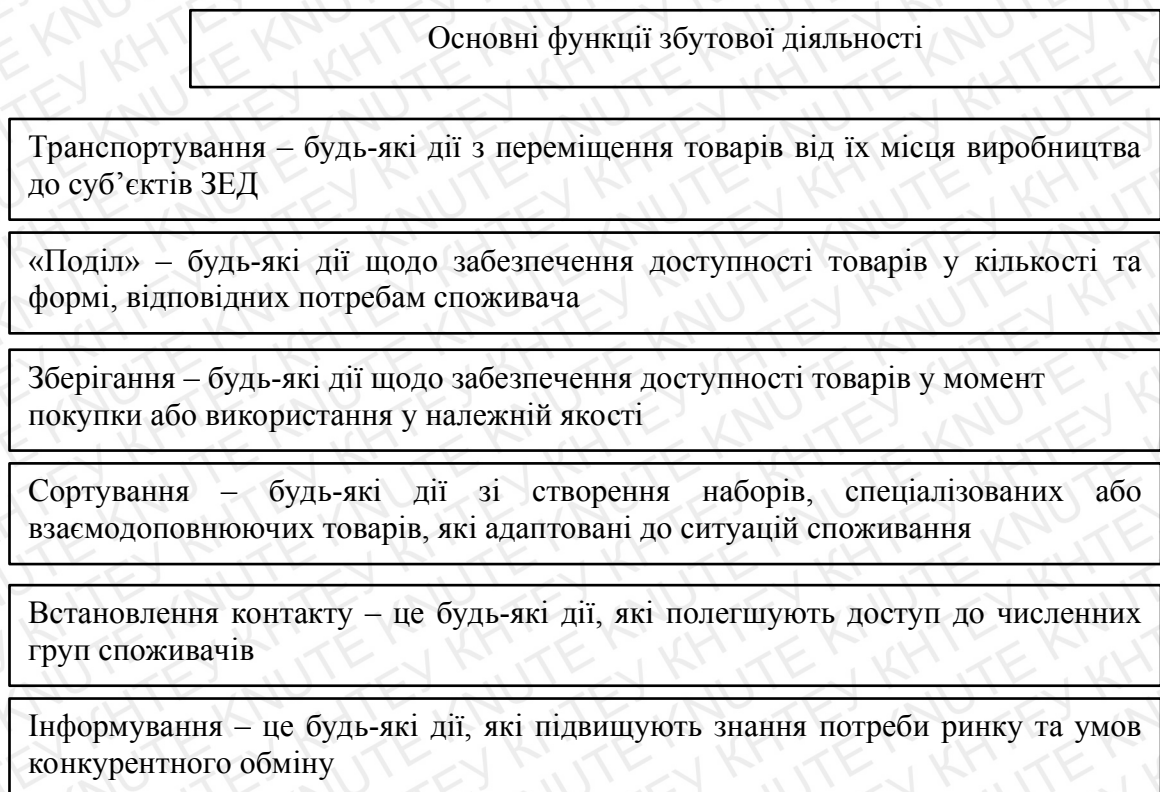 Основні функції збутової діяльності
Транспортування – будь-які дії з переміщення товарів від їх місця виробництва
до суб’єктів ЗЕД
«Поділ» – будь-які дії щодо забезпечення доступності товарів у кількості та
формі, відповідних потребам споживача
Зберігання – будь-які дії щодо забезпечення доступності товарів у момент
покупки або використання у належній якості
Сортування – будь-які дії зі створення наборів, спеціалізованих або
взаємодоповнюючих товарів, які адаптовані до ситуацій споживання
Встановлення контакту – це будь-які дії, які полегшують доступ до численних
груп споживачів
Інформування – це будь-які дії, які підвищують знання потреби ринку та умов
конкурентного обміну